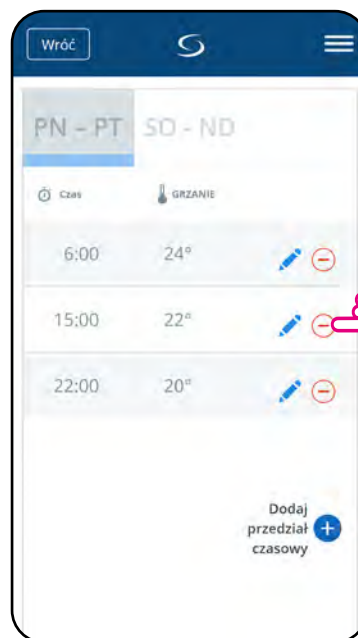 Wróć
PN – PT SO - ND
Czas GRZANIE
6:00 24°
15:00 22°
22:00 20°
Dodaj
przedział
czasowy